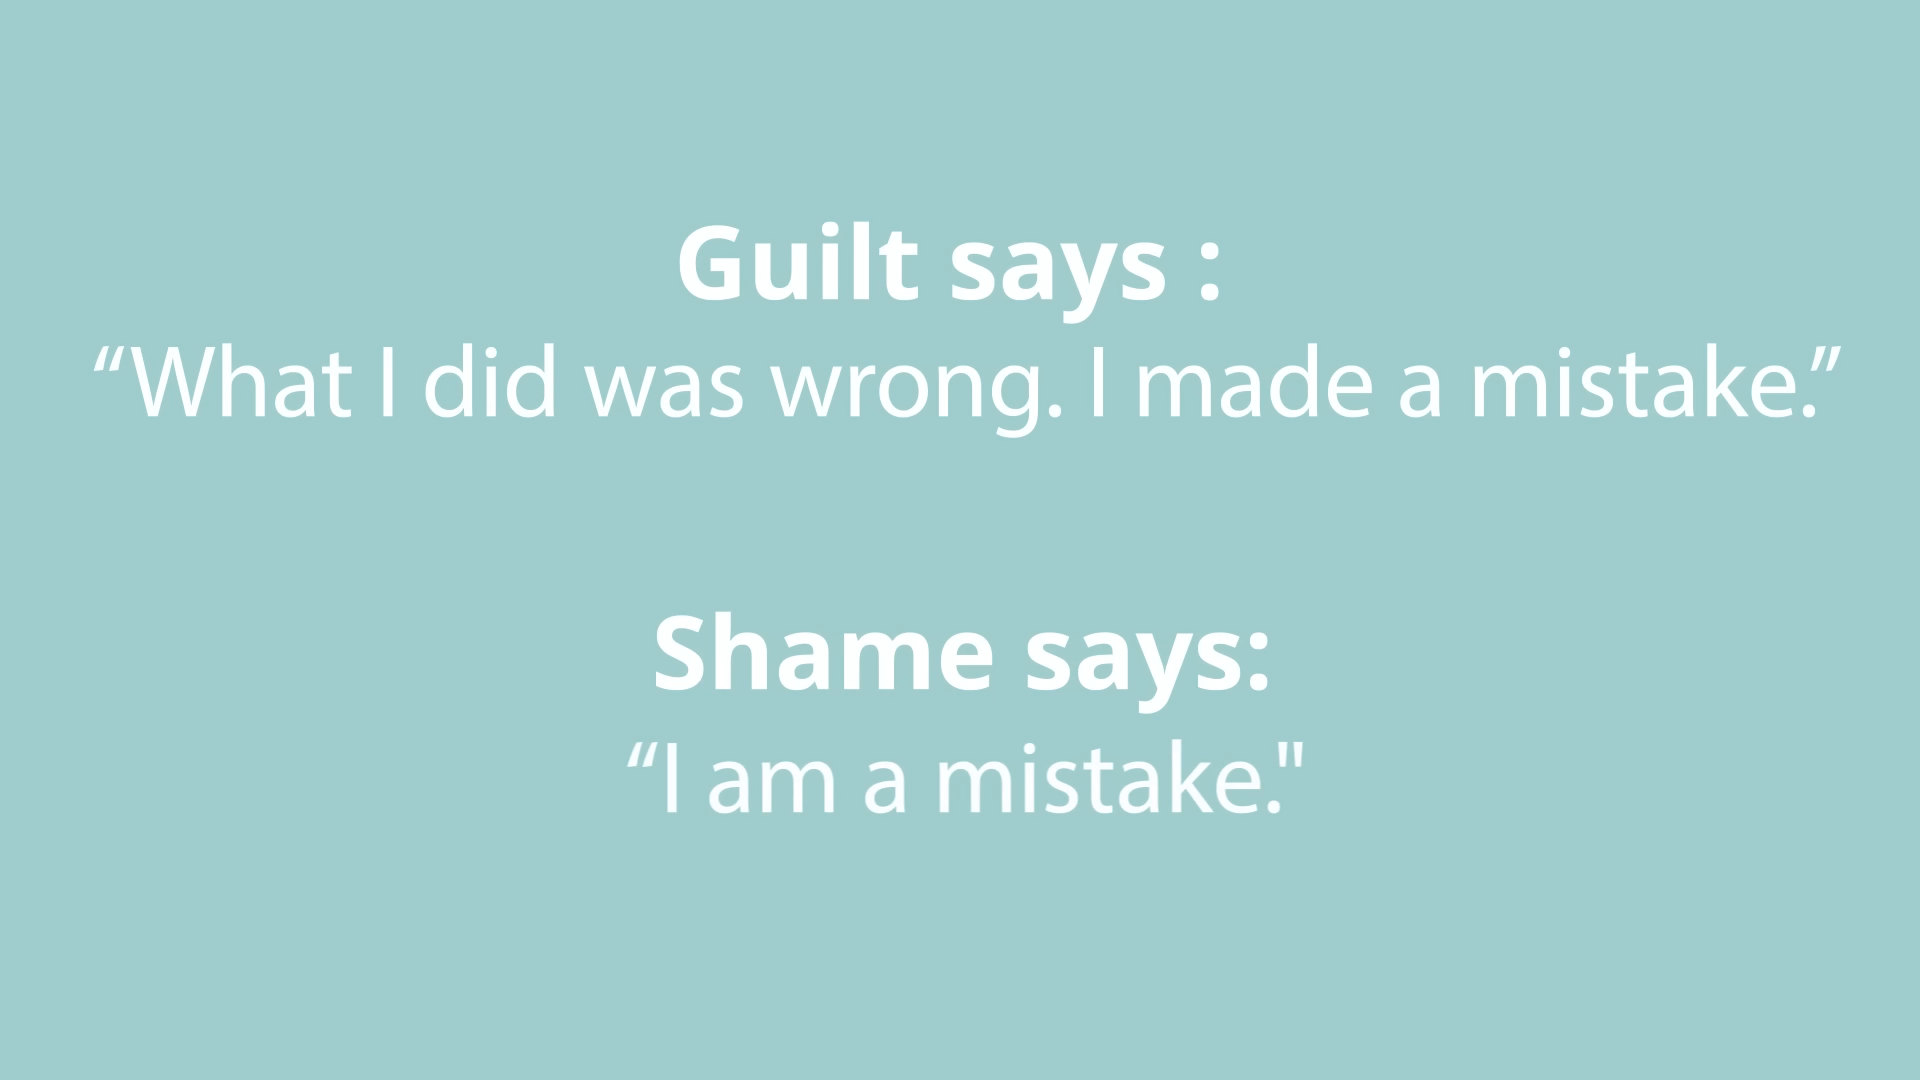 Guilt says :
“What I did was wrong. I made a mistake.”
Shame says:
“I am a mistake."